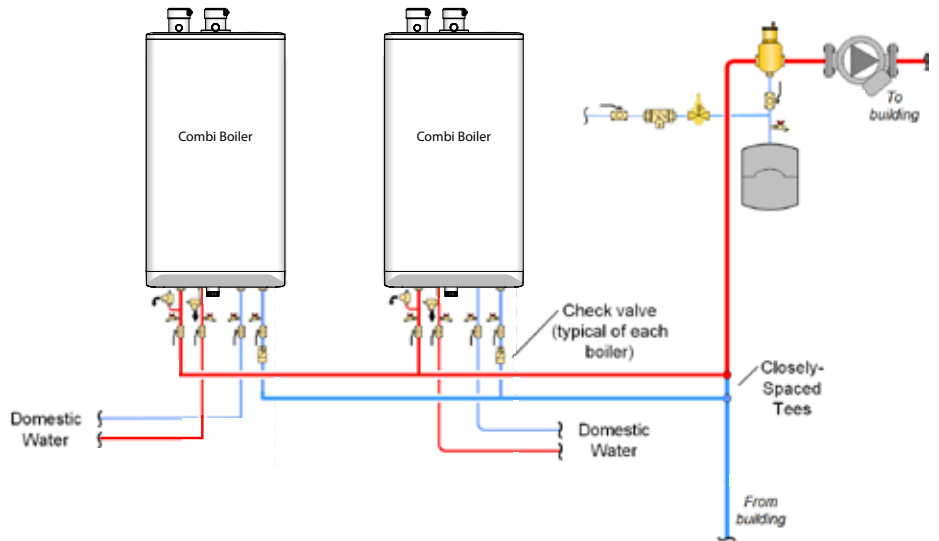 Combi Boiler
Combi Boiler
To
building
Check valve
(typical of each
boiler)
Closely-
Spaced
Tees
Domestic
Water
Domestic
Water
From
building